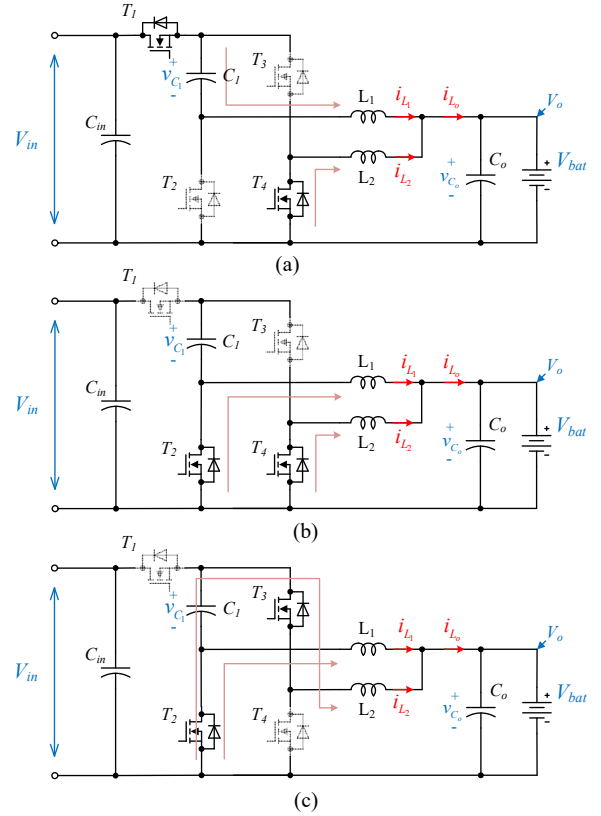 T1
+
vC1
-
C1
T3
L1
iL1
iLo
Vo
Vin
Cin
T2
T4
L2
iL2
+
vCo
-
Co
+
-
Vbat
(a)
T1
+
vC1
-
C1
T3
L1
iL1
iLo
Vo
Vin
Cin
T2
T4
L2
iL2
+
vCo
-
Co
+
-
Vbat
(b)
T1
+
vC1
-
C1
T3
L1
iL1
iLo
Vo
Vin
Cin
T2
T4
L2
iL2
+
vCo
-
Co
+
-
Vbat
(c)